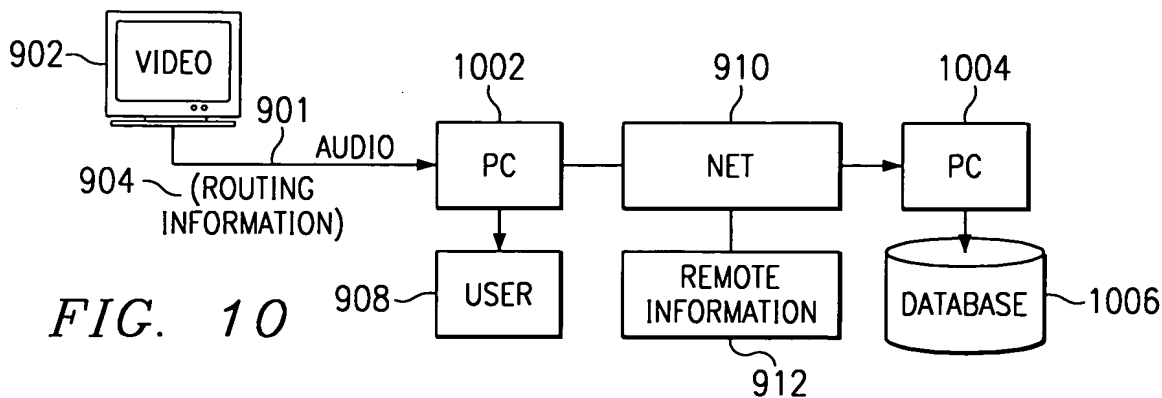 902
VIDEO
901
AUDIO
904
(ROUTING
INFORMATION)
1002
PC
910
NET
1004
PC
908
USER
REMOTE
INFORMATION
912
DATABASE
1006
FIG. 10